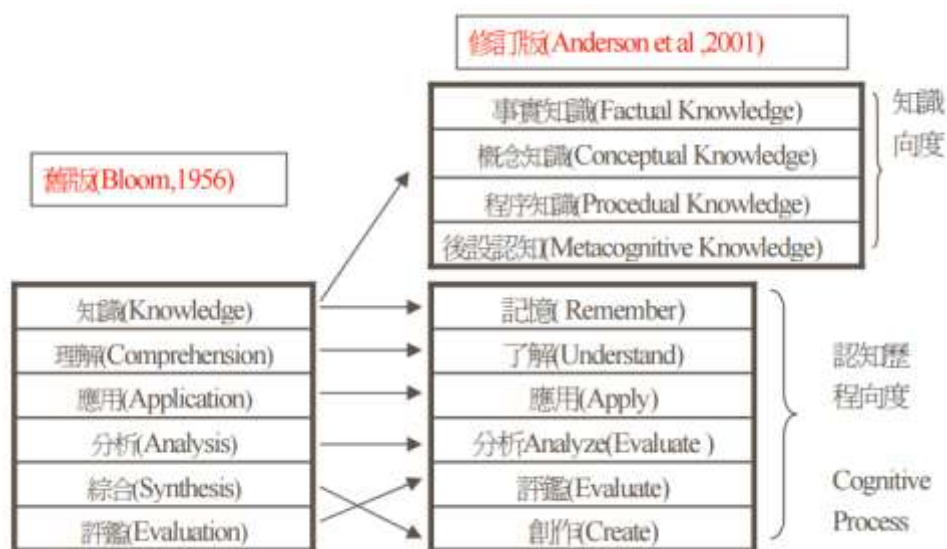 修訂版(Anderson et al ,2001)
事實知識(Factual Knowledge)
概念知識(Conceptual Knowledge)
程序知識(Procedual Knowledge)
後設認知(Metacognitive Knowledge)
知識
向度
舊版(Bloom,1956)
知識(Knowledge)
理解(Comprehension)
應用(Application)
分析(Analysis)
綜合(Synthesis)
評鑑(Evaluation)
記憶( Remember)
了解(Understand)
應用(Apply)
分析Analyze(Evaluate )
評鑑(Evaluate)
創作(Create)
認知歷
程向度
Cognitive
Process